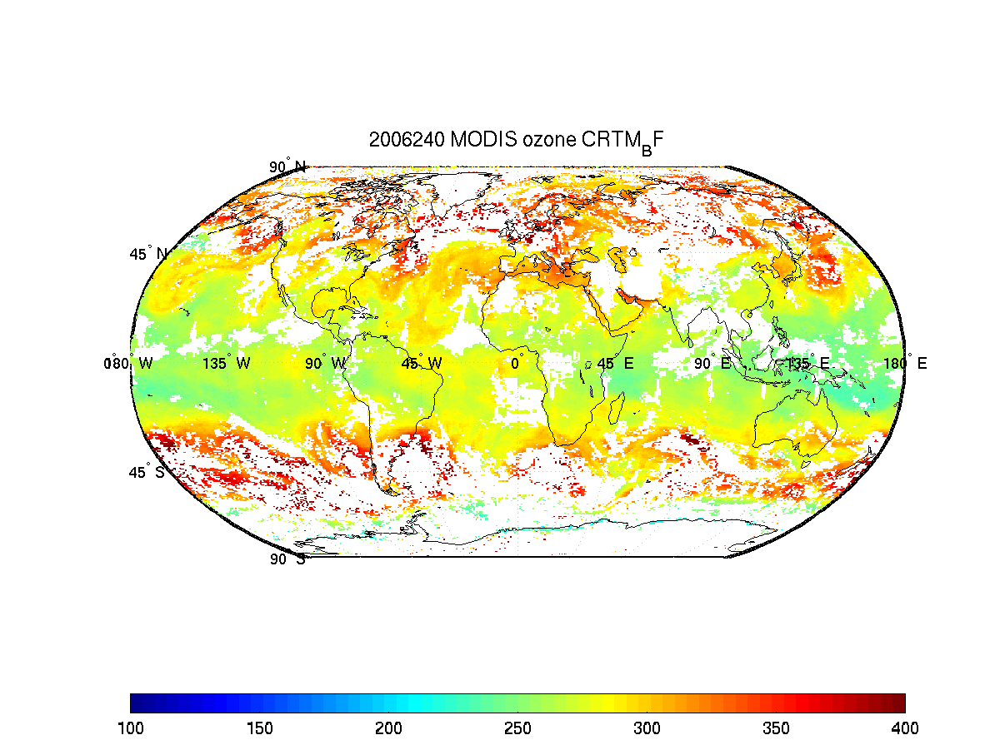 2006240 MODIS ozone CRTM_BF
90° N
45° N
180° W 135° W 90° W 45° W 0° 45° E 90° E 135° E 180° E
45° S
90° S
100 150 200 250 300 350 400